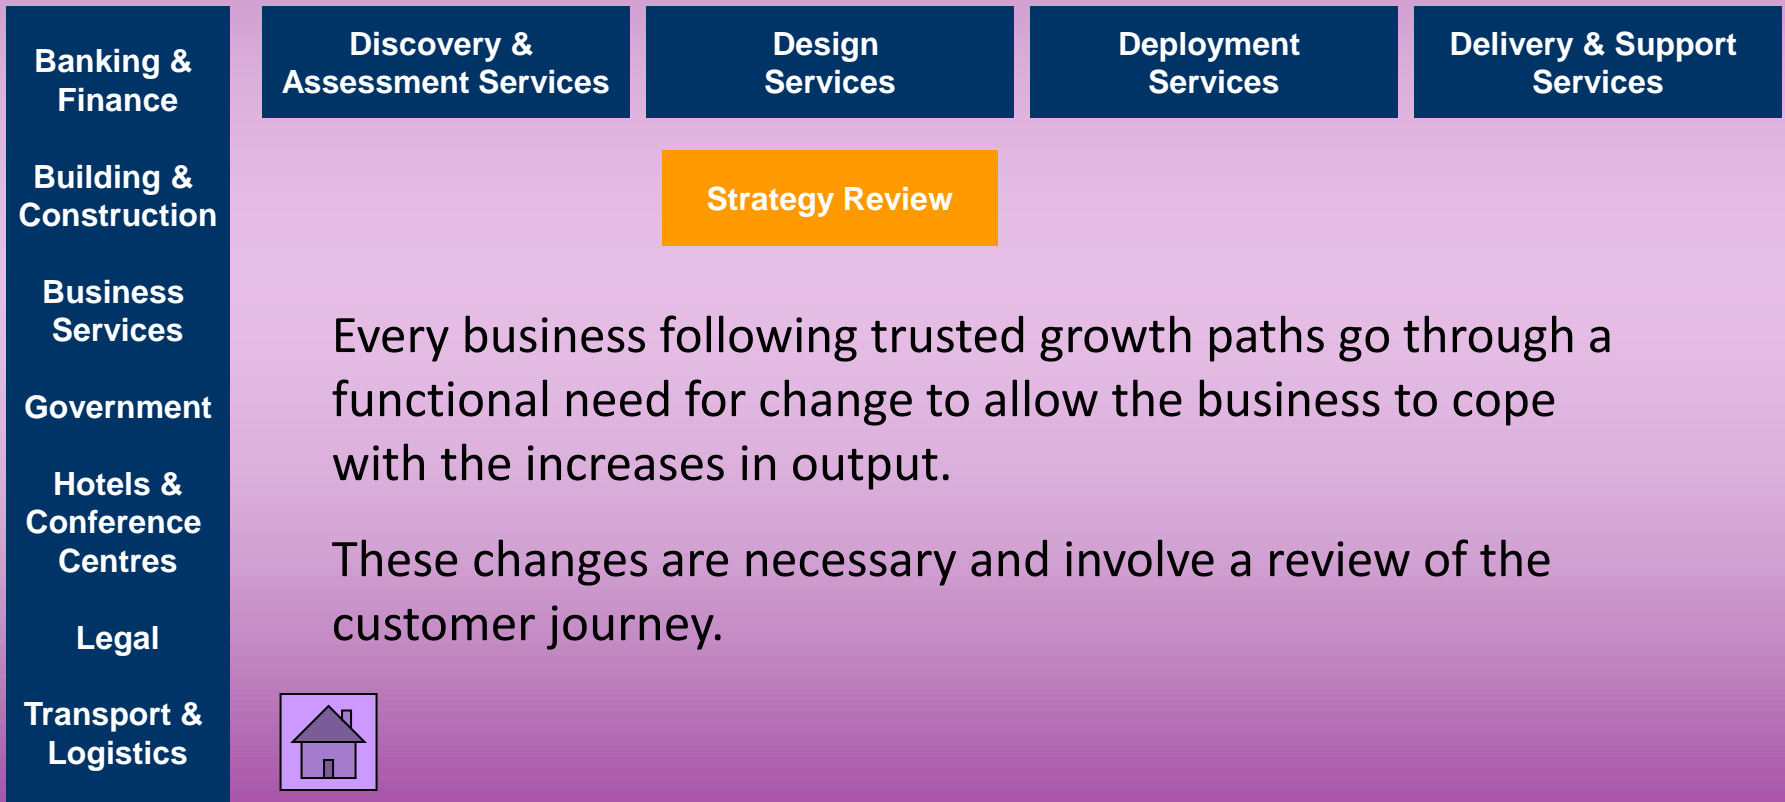 Banking &
Finance
Building &
Construction
Business
Services
Government
Hotels &
Conference
Centres
Legal
Transport &
Logistics
Discovery &
Assessment Services
Design
Services
Deployment
Services
Delivery & Support
Services
Strategy Review
Every business following trusted growth paths go through a
functional need for change to allow the business to cope
with the increases in output.
These changes are necessary and involve a review of the
customer journey.